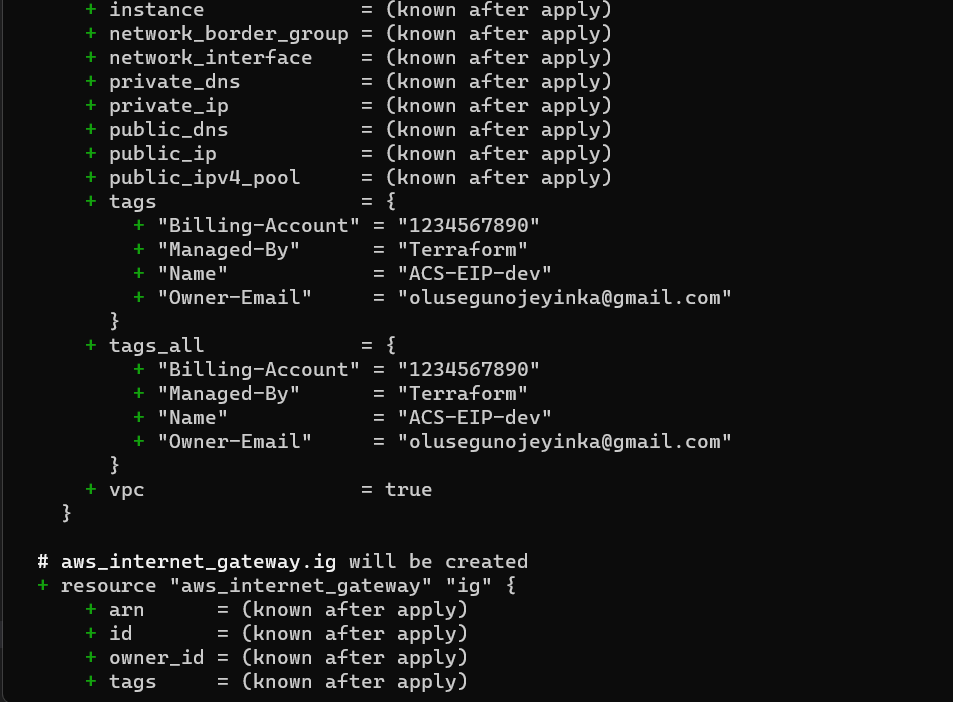 + instance             = (known after apply)
+ network_border_group = (known after apply)
+ network_interface    = (known after apply)
+ private_dns          = (known after apply)
+ private_ip           = (known after apply)
+ public_dns           = (known after apply)
+ public_ip            = (known after apply)
+ public_ipv4_pool     = (known after apply)
+ tags                 = {
+ "Billing-Account" = "1234567890"
+ "Managed-By"      = "Terraform"
+ "Name"            = "ACS-EIP-dev"
+ "Owner-Email"     = "olusegunojeyinka@gmail.com"
}
+ tags_all             = {
+ "Billing-Account" = "1234567890"
+ "Managed-By"      = "Terraform"
+ "Name"            = "ACS-EIP-dev"
+ "Owner-Email"     = "olusegunojeyinka@gmail.com"
}
+ vpc                  = true
}
# aws_internet_gateway.ig will be created
+ resource "aws_internet_gateway" "ig" {
+ arn      = (known after apply)
+ id       = (known after apply)
+ owner_id = (known after apply)
+ tags     = (known after apply)